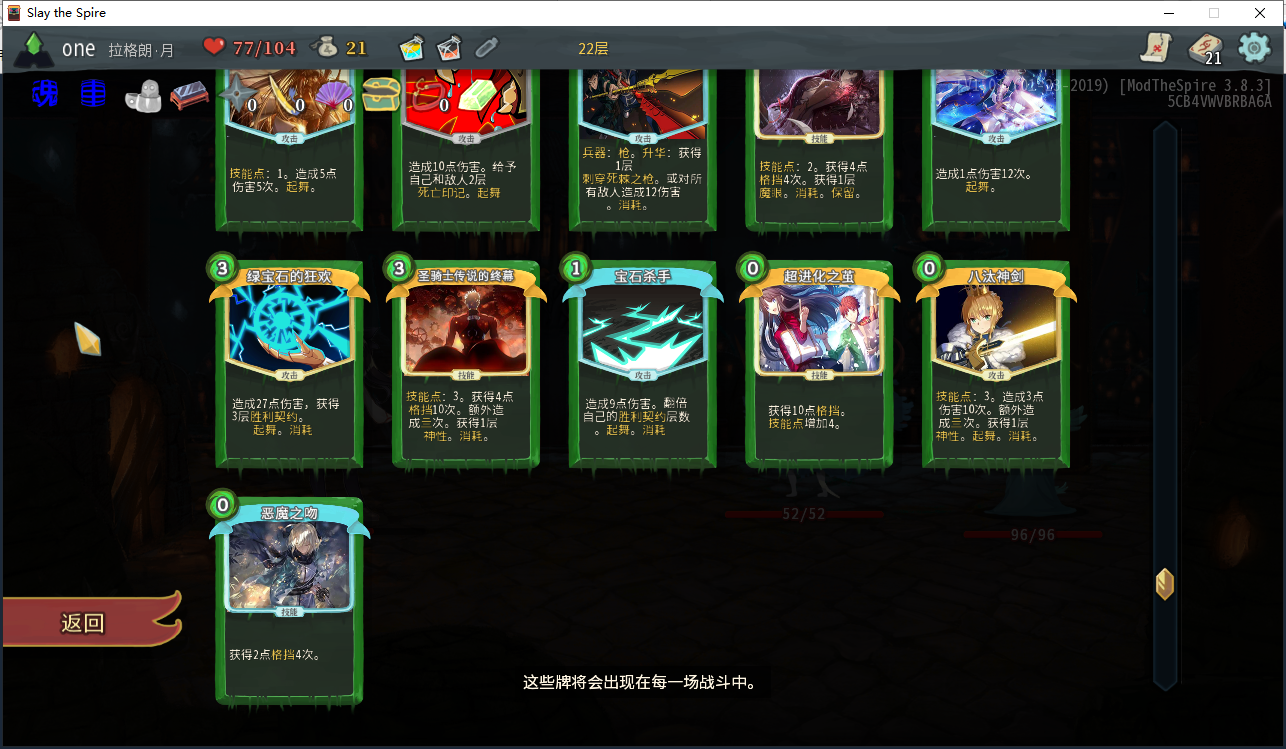 Slay the Spire
one 拉格朗·月 77/104 21 22层 21
-2019) [ModTheSpire 3.8.3]
5CB4VWVBRBA6A
0 0 0 0
攻击
技能点：1。造成5点
伤害5次。起舞。
攻击
造成10点伤害。给予
自己和敌人2层
死亡印记。起舞
攻击
兵器：枪。升华：获得
1层
刺穿死棘之枪。或对所
有敌人造成12伤害
。消耗。
技能
技能点：2。获得4点
格挡4次。获得1层
魔眼。消耗。保留。
攻击
造成1点伤害12次。
起舞。
3
绿宝石的狂欢
攻击
造成27点伤害，获得
3层胜利契约。
起舞。消耗
3
圣骑士传说的终幕
技能
技能点：3。获得4点
格挡10次。额外造
成三次。获得1层
神性。消耗。
1
宝石杀手
攻击
造成9点伤害。翻倍
自己的胜利契约层数
。起舞。消耗
0
超进化之茧
技能
获得10点格挡。
技能点增加4。
0
八汰神剑
攻击
技能点：3。造成3点
伤害10次。额外造
成三次。获得1层
神性。起舞。消耗。
0
恶魔之吻
技能
获得2点格挡4次。
52/52
96/96
返回
这些牌将会出现在每一场战斗中。